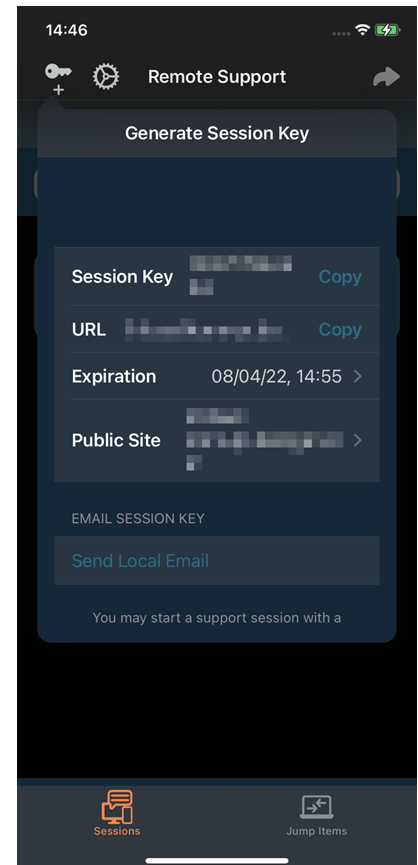 14:46
Remote Support
Generate Session Key
Session Key Copy
URL Copy
Expiration 08/04/22, 14:55
Public Site
EMAIL SESSION KEY
Send Local Email
You may start a support session with a
Sessions Jump Items